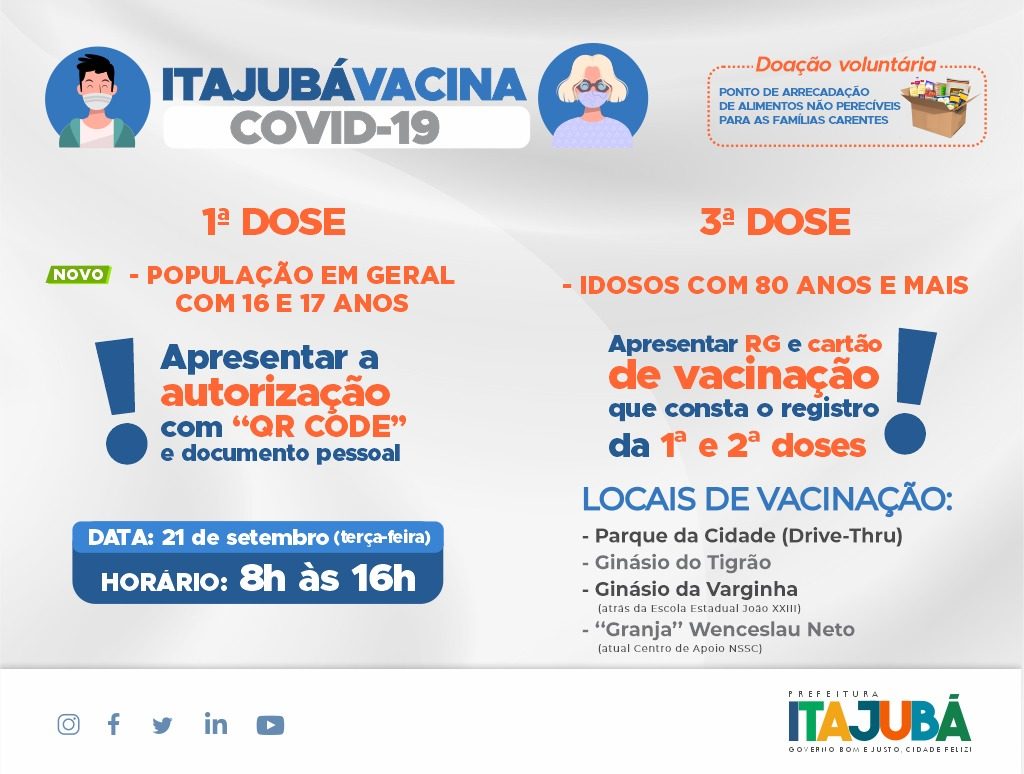 ITAJUBÁVACINA
COVID-19
Doação voluntária
PONTO DE ARRECADAÇÃO
DE ALIMENTOS NÃO PERECÍVEIS
PARA AS FAMÍLIAS CARENTES
1ª DOSE
NOVO
- POPULAÇÃO EM GERAL
COM 16 E 17 ANOS
Apresentar a
autorização
com “QR CODE”
e documento pessoal
!
DATA: 21 de setembro (terça-feira)
HORÁRIO: 8h às 16h
3ª DOSE
- IDOSOS COM 80 ANOS E MAIS
Apresentar RG e cartão
de vacinação
que consta o registro
da 1ª e 2ª doses
!
LOCAIS DE VACINAÇÃO:
- Parque da Cidade (Drive-Thru)
- Ginásio do Tigrão
- Ginásio da Varginha
(atrás da Escola Estadual João XXIII)
- “Granja” Wenceslau Neto
(atual Centro de Apoio NSSC)
PREFEITURA
ITAJUBÁ
GOVERNO BOM E JUSTO, CIDADE FELIZ!